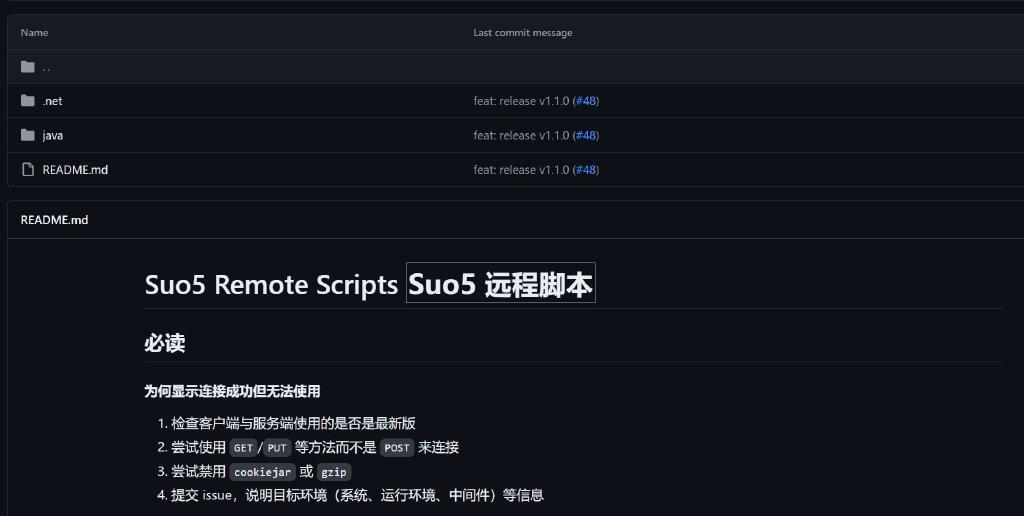 Name Last commit message
..
.net feat: release v1.1.0 (#48)
java feat: release v1.1.0 (#48)
README.md feat: release v1.1.0 (#48)
README.md
Suo5 Remote Scripts Suo5 远程脚本
必读
为何显示连接成功但无法使用
1. 检查客户端与服务端使用的是否是最新版
2. 尝试使用 GET/PUT 等方法而不是 POST 来连接
3. 尝试禁用 cookiejar 或 gzip
4. 提交 issue，说明目标环境（系统、运行环境、中间件）等信息